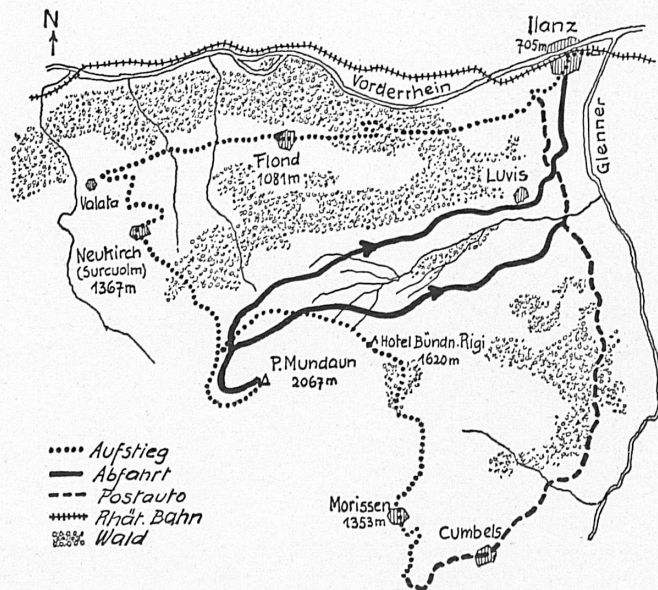 N
Ilanz
705m
Vorderrhein
Glenner
Flond
1081m
Luvis
Valata
Neukirch
(Surcuolm)
1367m
Hotel Bündn. Rigi
1620m
P. Mundaun
2067m
Aufstieg
Abfahrt
Postauto
Rhät. Bahn
Wald
Morissen
1353m
Cumbels